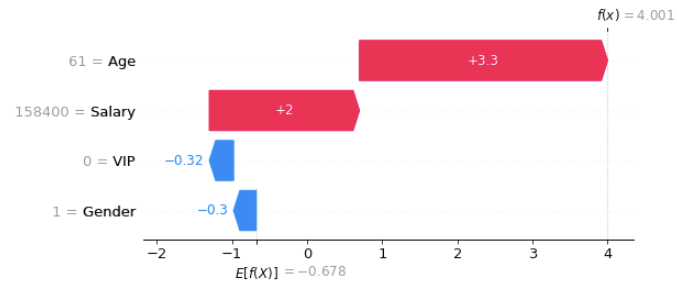 f(x) = 4.001
61 = Age
+3.3
158400 = Salary
+2
0 = VIP
−0.32
1 = Gender
−0.3
−2 −1 0 1 2 3 4
E[f(X)] = −0.678